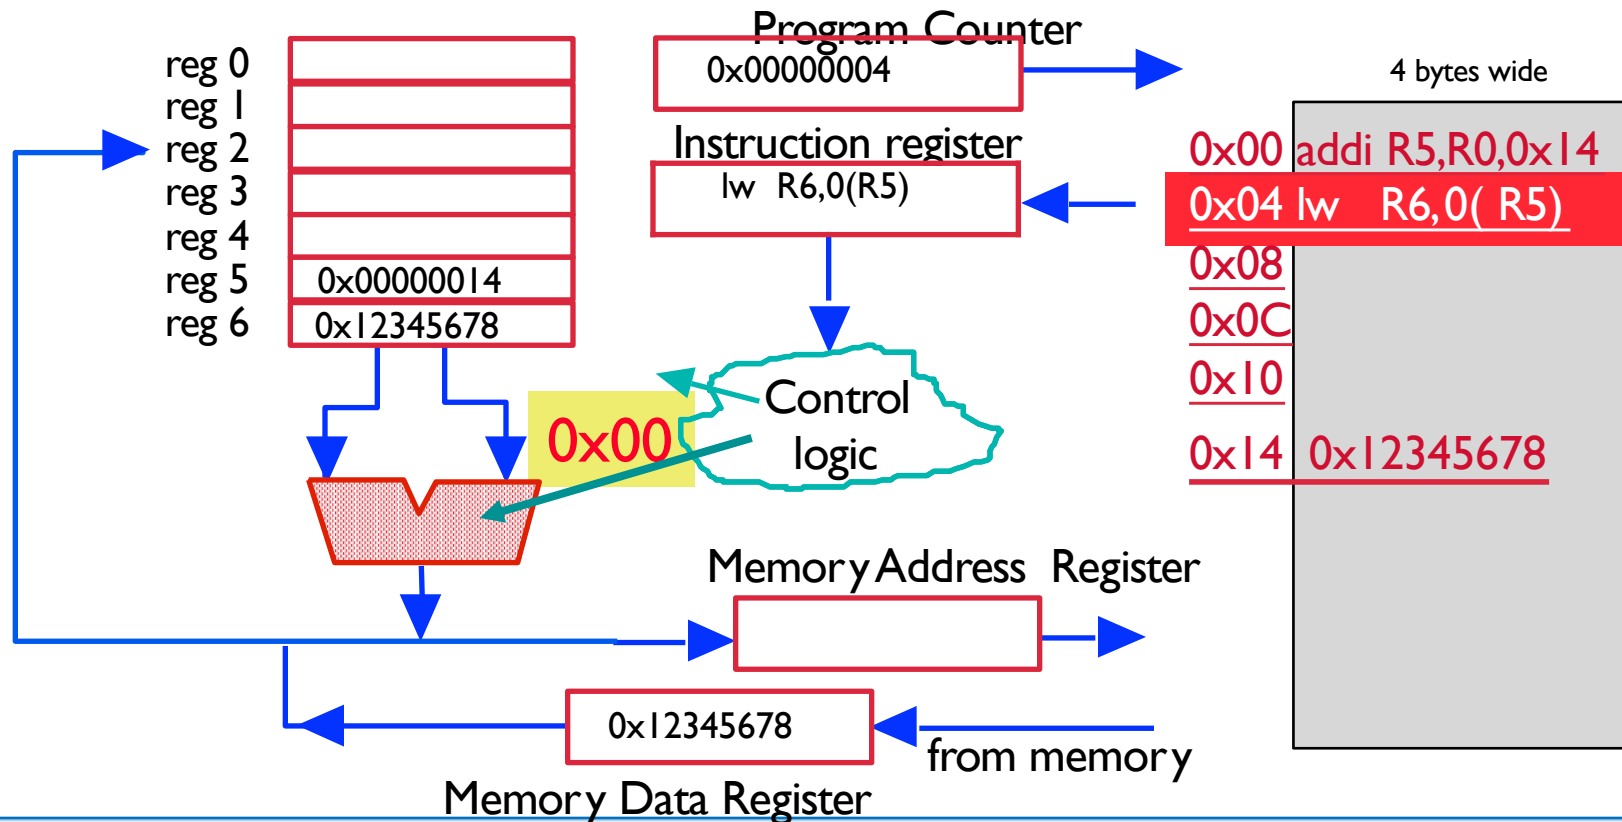 reg 0
reg 1
reg 2
reg 3
reg 4
reg 5 0x00000014
reg 6 0x12345678
Program Counter
0x00000004
Instruction register
lw R6,0(R5)
4 bytes wide
0x00 addi R5,R0,0x14
0x04 lw R6,0( R5)
0x08
0x0C
0x10
0x14 0x12345678
Control
logic
0x00
Memory Address Register
0x12345678
from memory
Memory Data Register